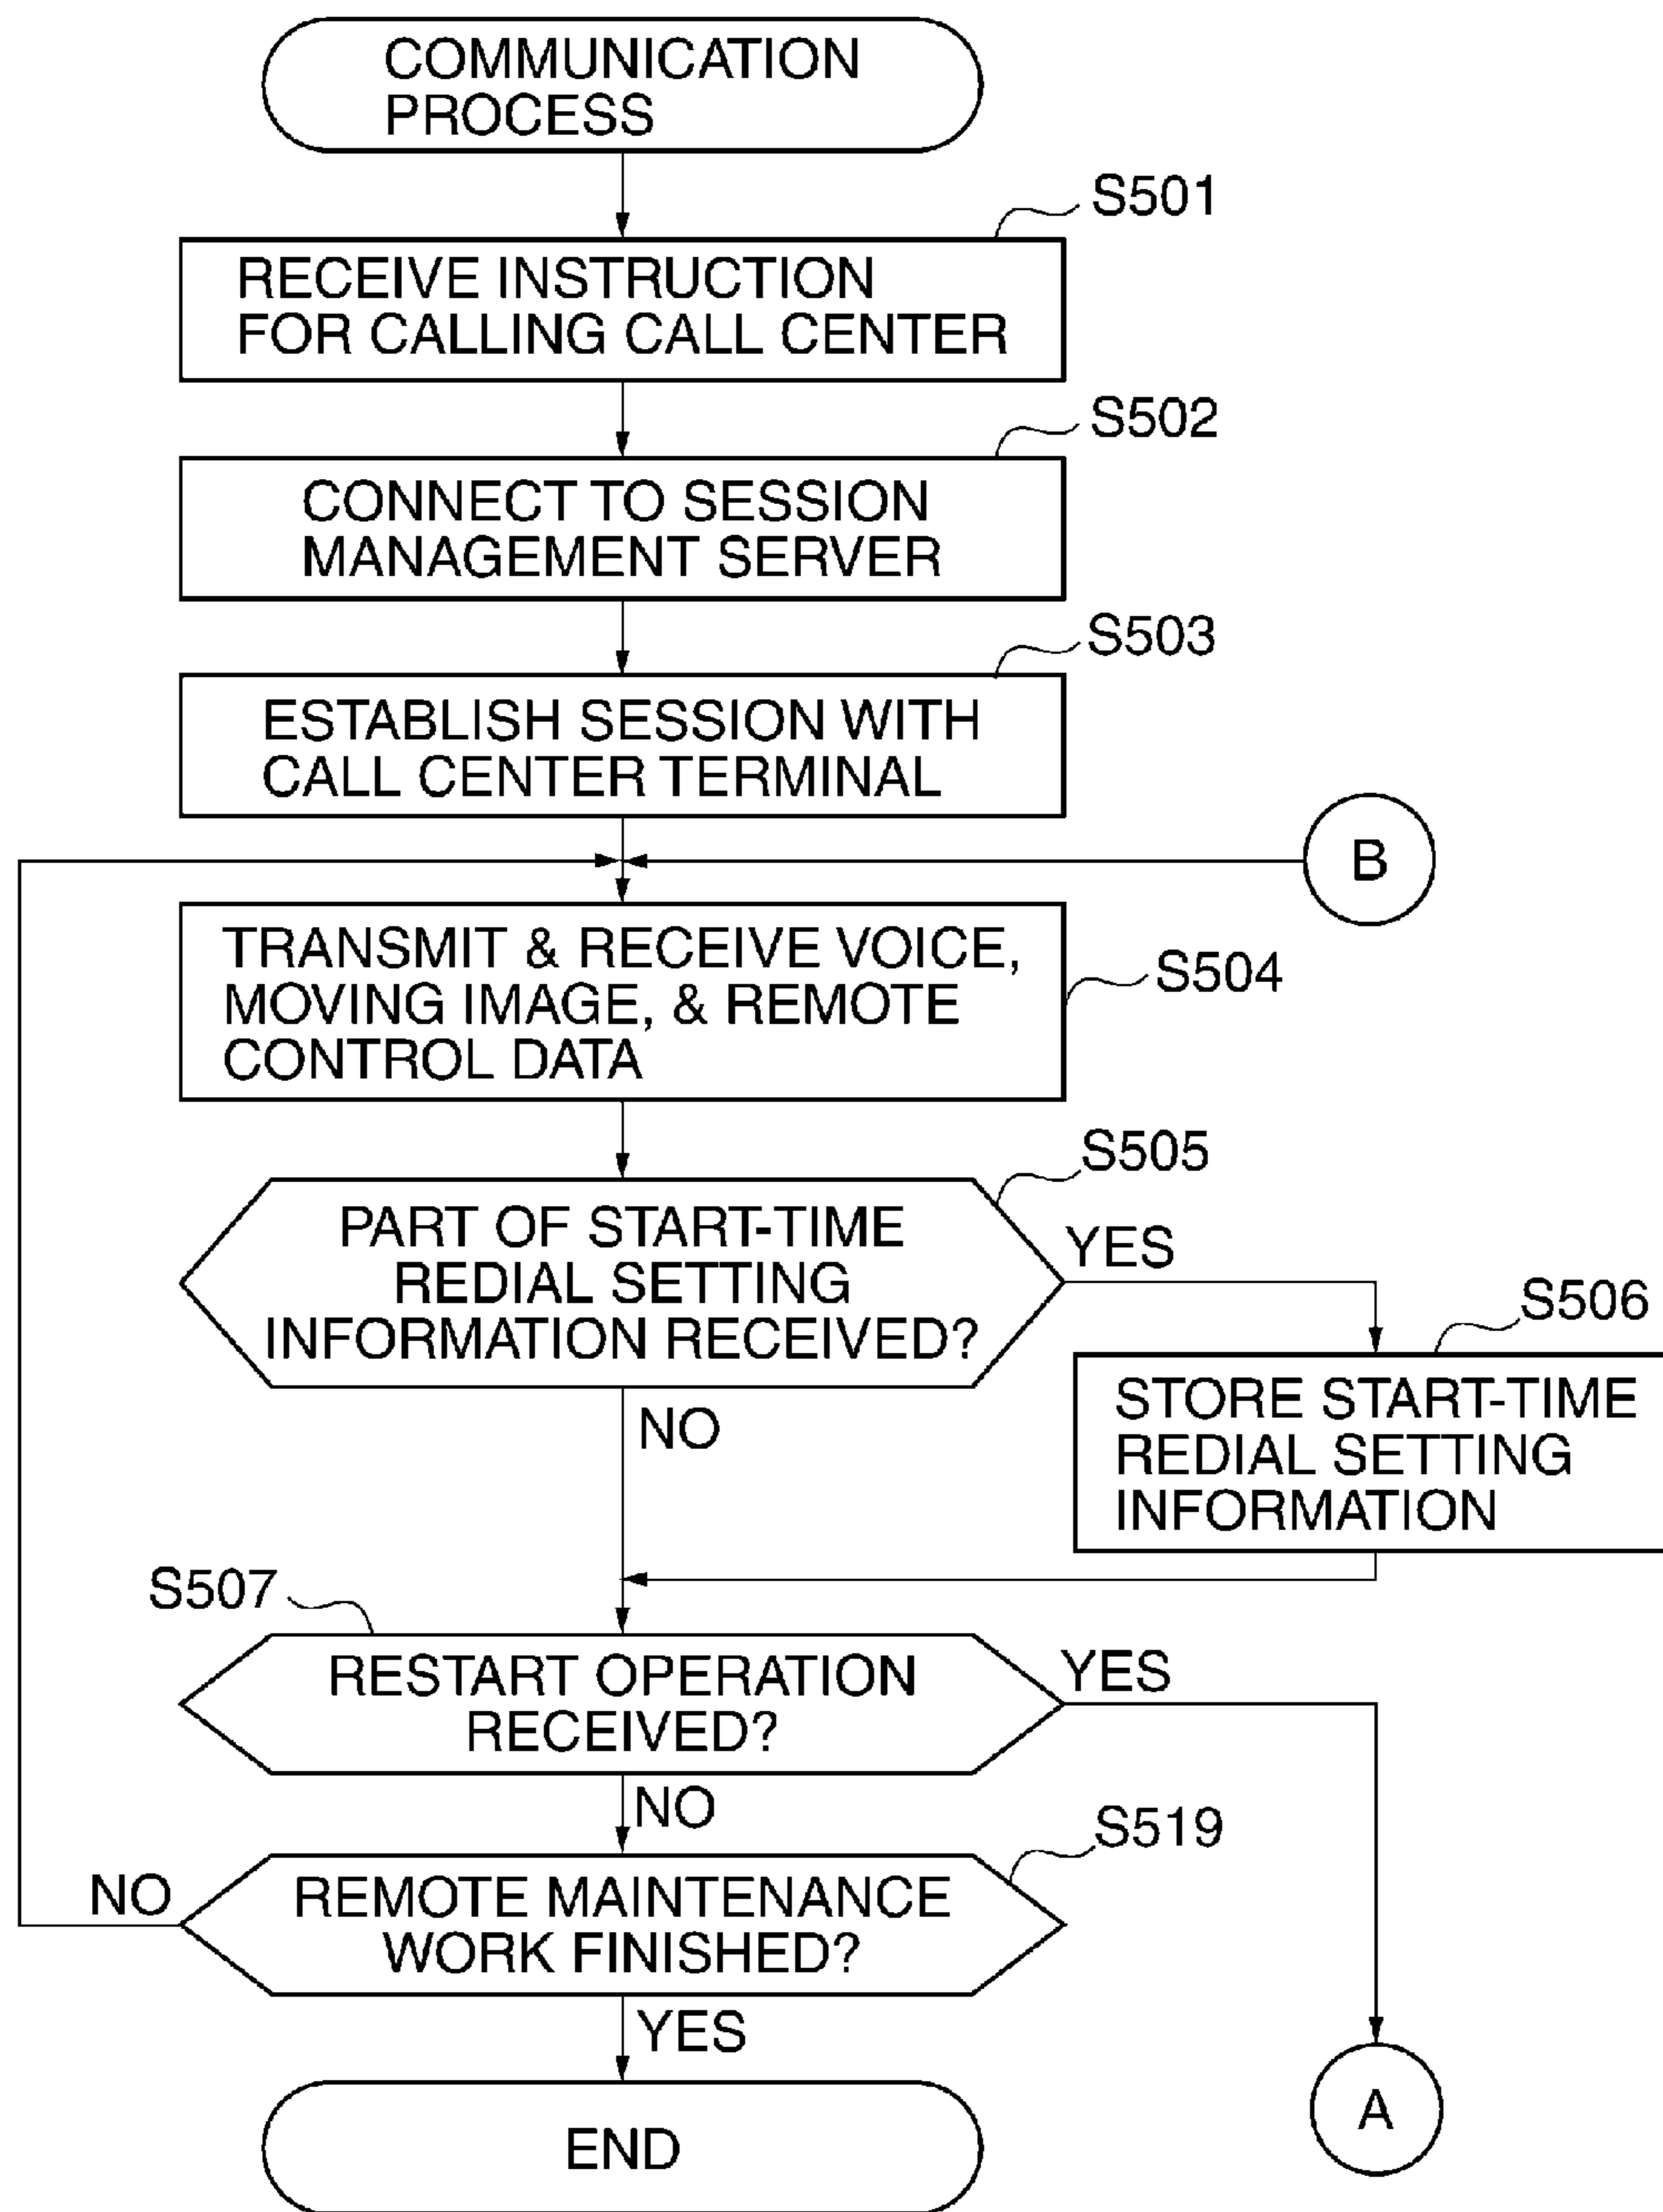 COMMUNICATION
PROCESS
S501
RECEIVE INSTRUCTION
FOR CALLING CALL CENTER
S502
CONNECT TO SESSION
MANAGEMENT SERVER
S503
ESTABLISH SESSION WITH
CALL CENTER TERMINAL
B
TRANSMIT & RECEIVE VOICE,
MOVING IMAGE, & REMOTE
CONTROL DATA
S504
S505
PART OF START-TIME
REDIAL SETTING
INFORMATION RECEIVED?
YES
NO
S506
STORE START-TIME
REDIAL SETTING
INFORMATION
S507
RESTART OPERATION
RECEIVED?
YES
NO
S519
REMOTE MAINTENANCE
WORK FINISHED?
NO
YES
END
A